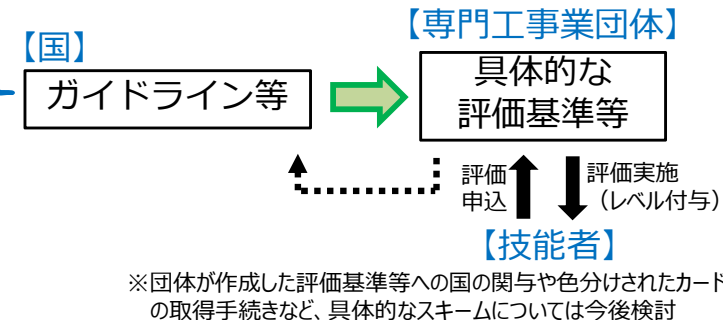 【専門工事業団体】
【国】
ガイドライン等
具体的な
評価基準等
評価
申込
評価実施
（レベル付与）
【技能者】
※団体が作成した評価基準等への国の関与や色分けされたカード
の取得手続きなど、具体的なスキームについては今後検討